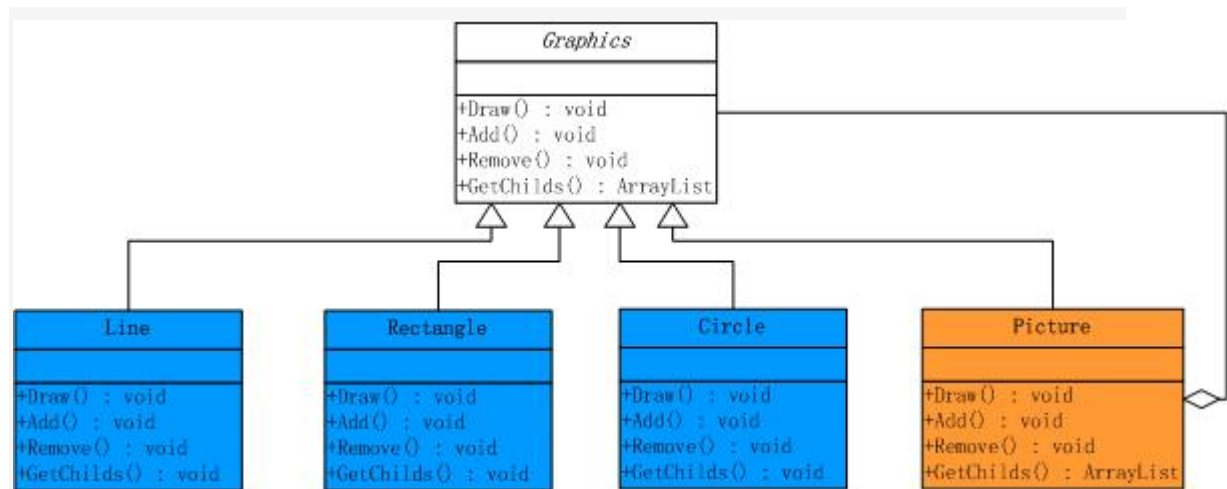 Graphics
+Draw() : void
+Add() : void
+Remove() : void
+GetChilds() : ArrayList
Line
+Draw() : void
+Add() : void
+Remove() : void
+GetChilds() : void
Rectangle
+Draw() : void
+Add() : void
+Remove() : void
+GetChilds() : void
Circle
+Draw() : void
+Add() : void
+Remove() : void
+GetChilds() : void
Picture
+Draw() : void
+Add() : void
+Remove() : void
+GetChilds() : ArrayList